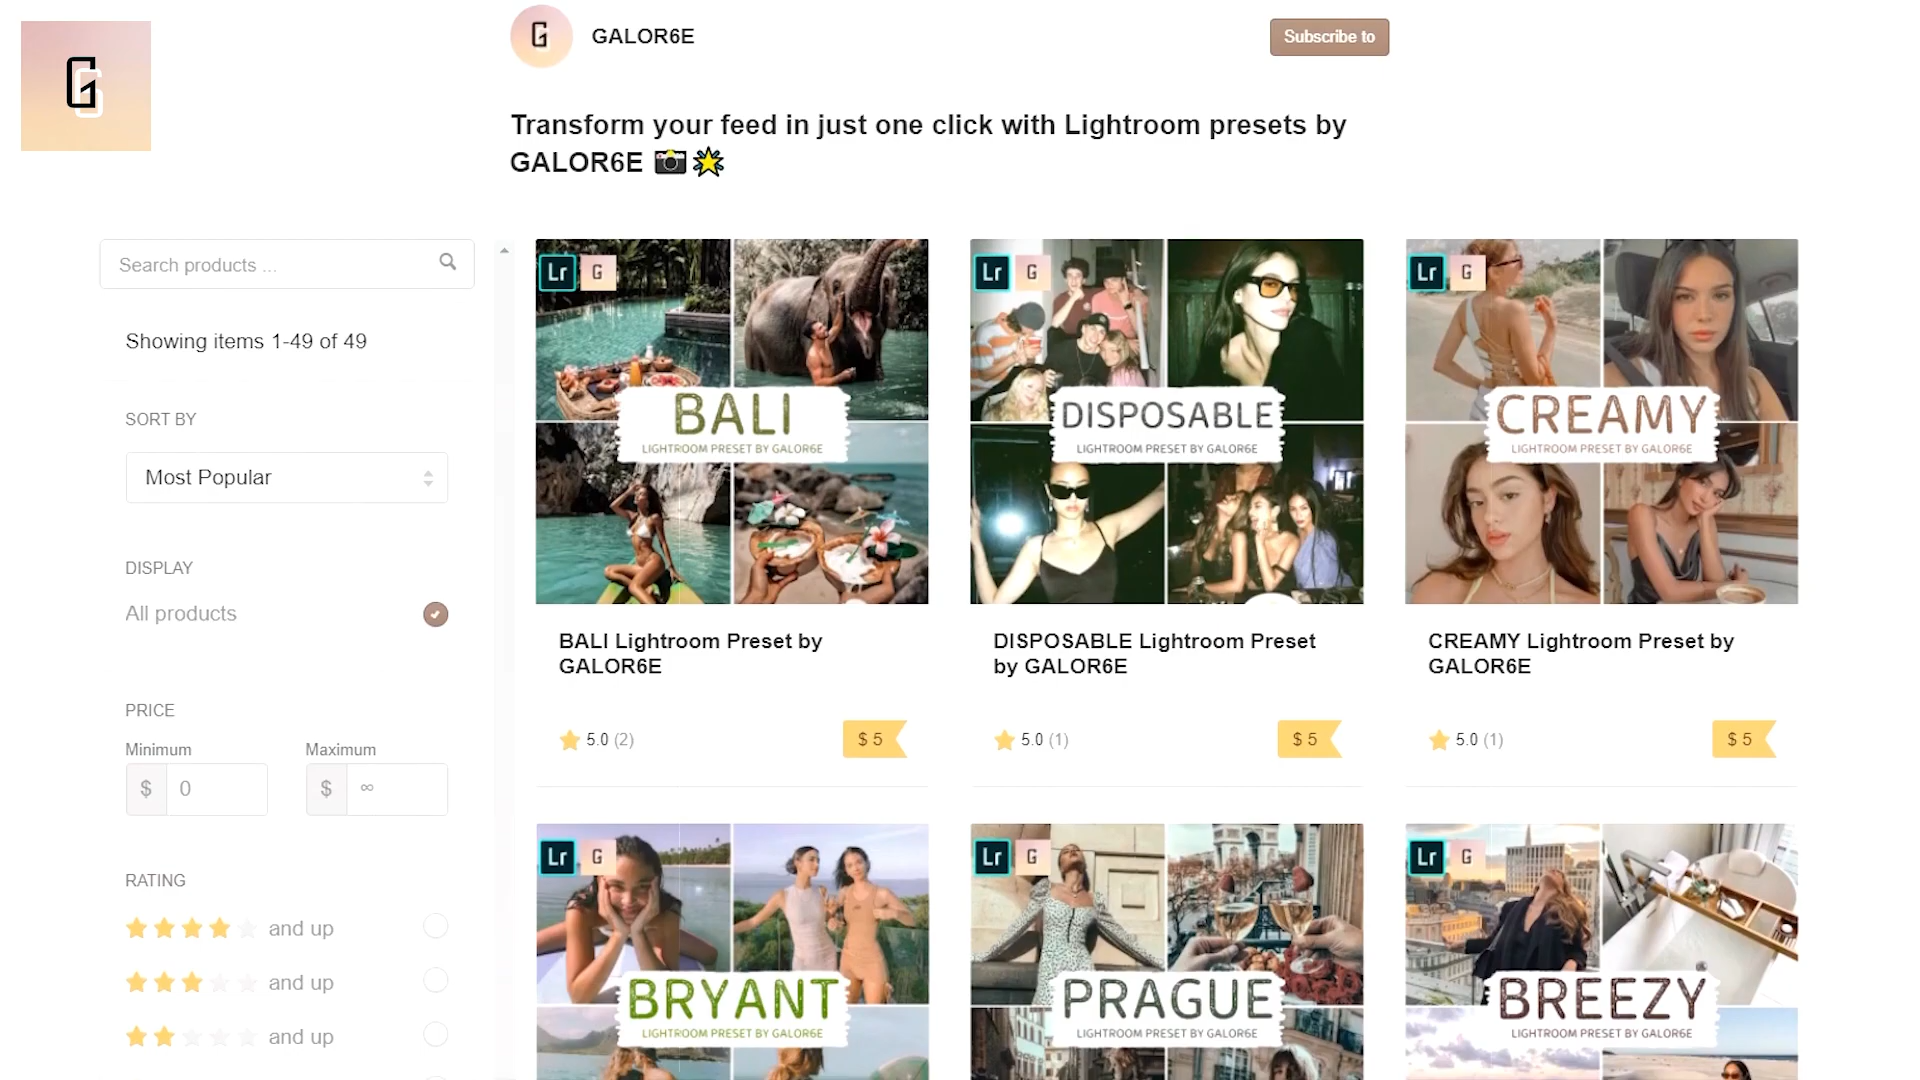 G
GALOR6E
Subscribe to
G
Transform your feed in just one click with Lightroom presets by
GALOR6E
Search products ...
Showing items 1-49 of 49
SORT BY
Most Popular
DISPLAY
All products
PRICE
Minimum
Maximum
$ 0
$ ∞
RATING
and up
and up
and up
Lr G
BALI
LIGHTROOM PRESET BY GALOR6E
BALI Lightroom Preset by
GALOR6E
5.0 (2)
$ 5
Lr G
DISPOSABLE
LIGHTROOM PRESET BY GALOR6E
DISPOSABLE Lightroom Preset
by GALOR6E
5.0 (1)
$ 5
Lr G
CREAMY
LIGHTROOM PRESET BY GALOR6E
CREAMY Lightroom Preset by
GALOR6E
5.0 (1)
$ 5
Lr G
BRYANT
LIGHTROOM PRESET BY GALOR6E
Lr G
PRAGUE
LIGHTROOM PRESET BY GALOR6E
Lr G
BREEZY
LIGHTROOM PRESET BY GALOR6E